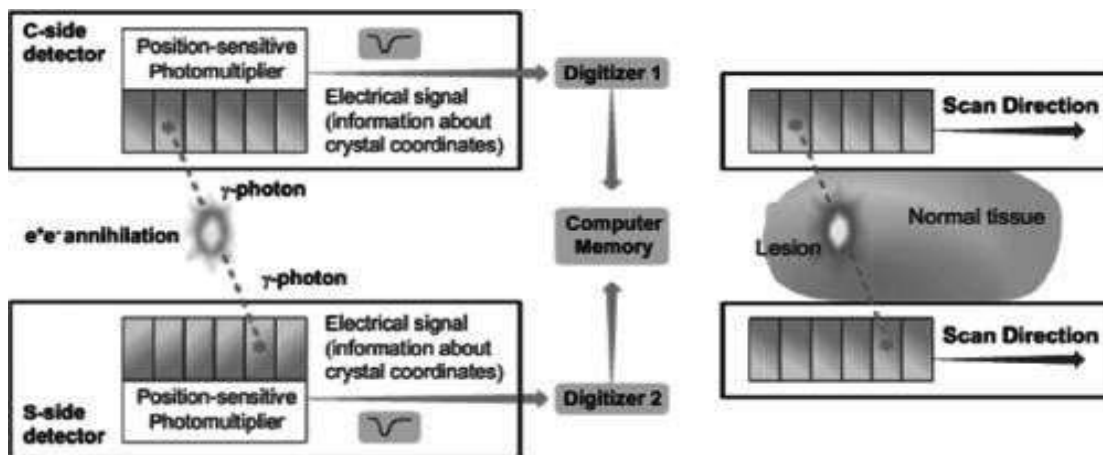 C-side
detector
Position-sensitive
Photomultiplier
Electrical signal
(information about
crystal coordinates)
Digitizer 1
γ-photon
e⁺e⁻ annihilation
γ-photon
Computer
Memory
Electrical signal
(information about
crystal coordinates)
Position-sensitive
Photomultiplier
S-side
detector
Digitizer 2
Scan Direction
Normal tissue
Lesion
Scan Direction